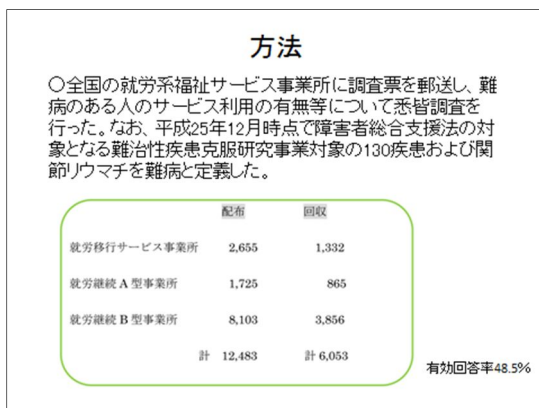 方法
○全国の就労系福祉サービス事業所に調査票を郵送し、難
病のある人のサービス利用の有無等について悉皆調査を
行った。なお、平成25年12月時点で障害者総合支援法の対
象となる難治性疾患克服研究事業対象の130疾患および関
節リウマチを難病と定義した。
配布 回収
就労移行サービス事業所 2,655 1,332
就労継続 A 型事業所 1,725 865
就労継続 B 型事業所 8,103 3,856
計 12,483 計 6,053
有効回答率48.5%